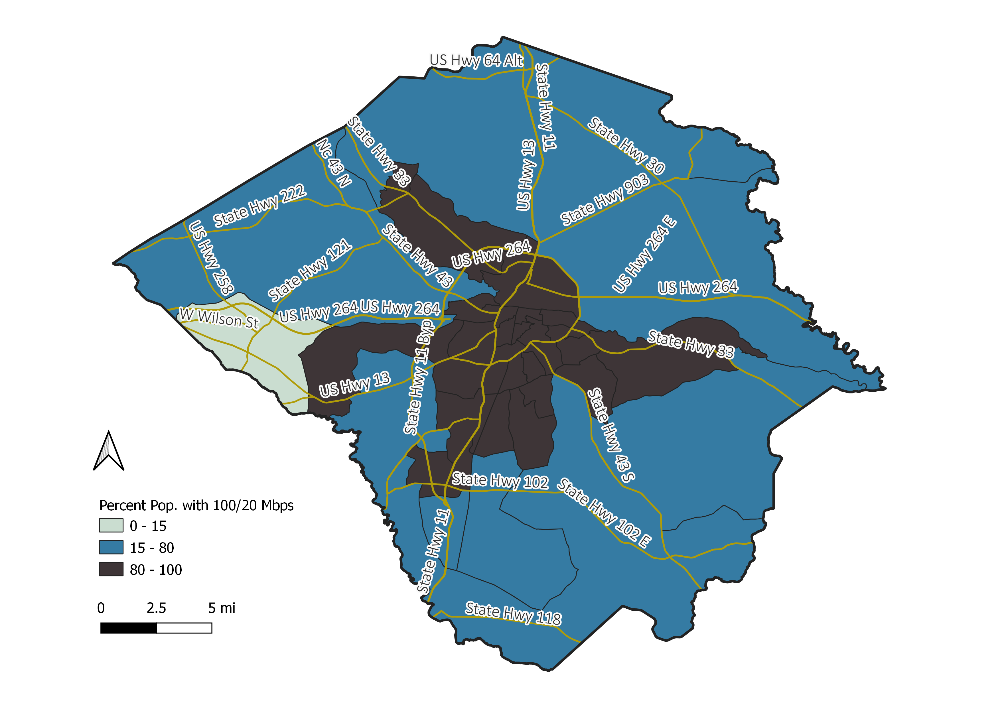 US Hwy 64 Alt
State Hwy 11
State Hwy 33
Nc 43 N
State Hwy 30
US Hwy 13
State Hwy 903
State Hwy 222
US Hwy 258
State Hwy 121
State Hwy 43
US Hwy 264
US Hwy 264 E
US Hwy 264
W Wilson St
US Hwy 264
US Hwy 264
State Hwy 11 Byp
State Hwy 33
US Hwy 13
State Hwy 43 S
State Hwy 102
State Hwy 102 E
State Hwy 11
State Hwy 118
Percent Pop. with 100/20 Mbps
0 - 15
15 - 80
80 - 100
0 2.5 5 mi